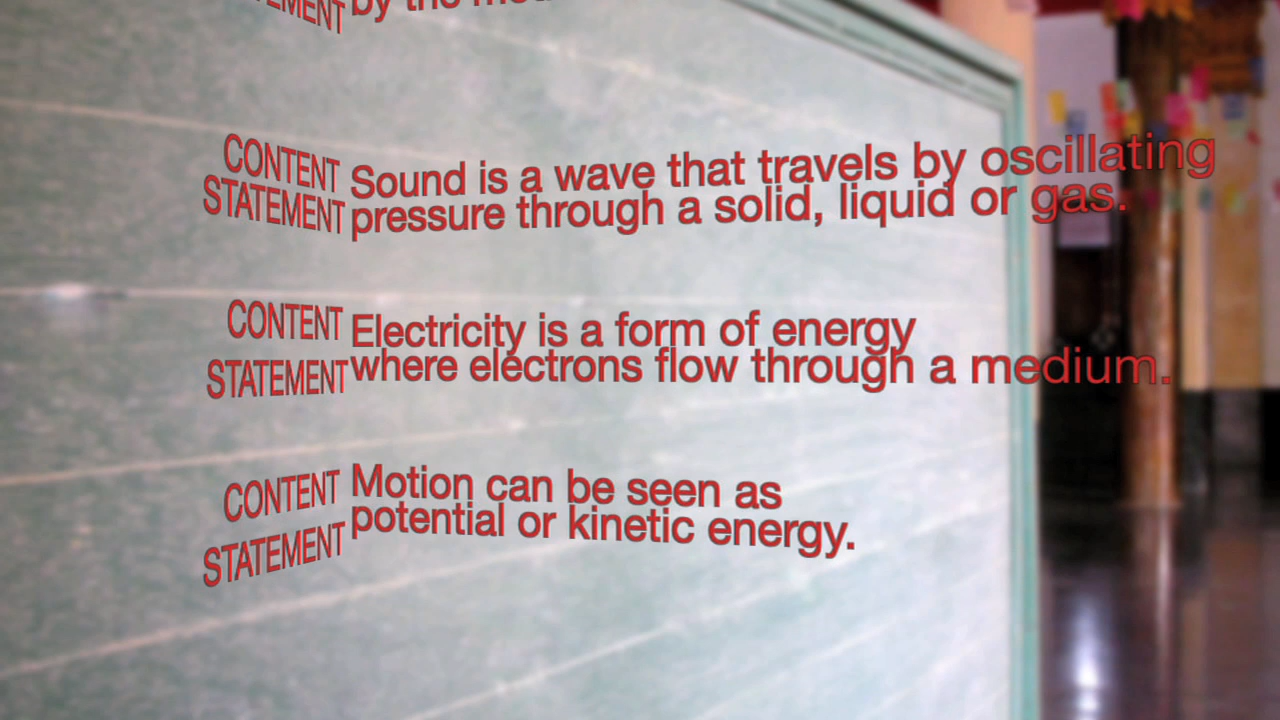 STATEMENT by the
CONTENT
STATEMENT
Sound is a wave that travels by oscillating
pressure through a solid, liquid or gas.
CONTENT
STATEMENT
Electricity is a form of energy
where electrons flow through a medium.
CONTENT
STATEMENT
Motion can be seen as
potential or kinetic energy.